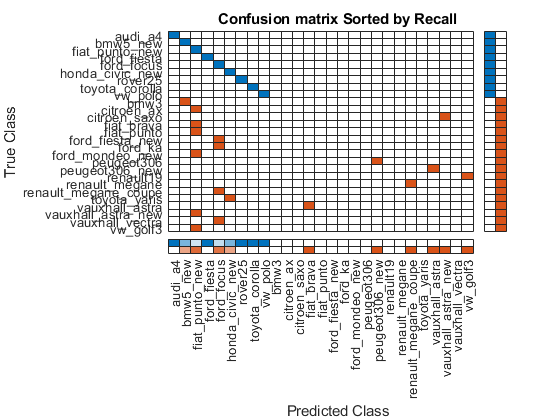 Confusion matrix Sorted by Recall
True Class
audi_a4
bmw5_new
fiat_punto_new
ford_fiesta
ford_focus
honda_civic_new
rover25
toyota_corolla
vw_polo
bmw3
citroen_ax
citroen_saxo
fiat_brava
fiat_punto
ford_fiesta_new
ford_ka
ford_mondeo_new
peugeot306
peugeot306_new
renault19
renault_megane
renault_megane_coupe
toyota_yaris
vauxhall_astra
vauxhall_astra_new
vauxhall_vectra
vw_golf3
audi_a4
bmw5_new
fiat_punto_new
ford_fiesta
ford_focus
honda_civic_new
rover25
toyota_corolla
vw_polo
bmw3
citroen_ax
citroen_saxo
fiat_brava
fiat_punto
ford_fiesta_new
ford_ka
ford_mondeo_new
peugeot306
peugeot306_new
renault19
renault_megane
renault_megane_coupe
toyota_yaris
vauxhall_astra
vauxhall_astra_new
vauxhall_vectra
vw_golf3
Predicted Class